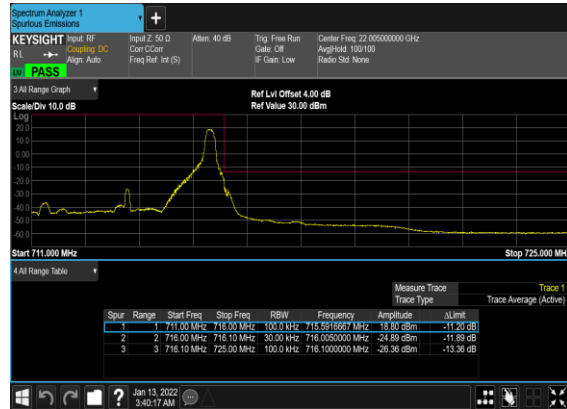 Spectrum Analyzer 1
Spurious Emissions
KEYSIGHT Input: RF Input Z: 50 Ω Atten: 40 dB Trig: Free Run Center Freq: 22.005000000 GHz
RL Coupling: DC Corr CCorr Gate: Off Avg|Hold: 100/100
Align: Auto Freq Ref: Int (S) IF Gain: Low Radio Std: None
LW PASS
3 All Range Graph
Ref Lvl Offset 4.00 dB
Scale/Div 10.0 dB Ref Value 30.00 dBm
Log
20.0
10.0
0.00
-10.0
-20.0
-30.0
-40.0
-50.0
-60.0
Start 711.000 MHz Stop 725.000 MH
4 All Range Table
Measure Trace Trace 1
Trace Type Trace Average (Active)
Spur Range Start Freq Stop Freq RBW Frequency Amplitude ΔLimit
1 1 711.00 MHz 716.00 MHz 100.0 kHz 715.5916667 MHz 18.80 dBm -11.20 dB
2 2 716.00 MHz 716.10 MHz 30.00 kHz 716.0050000 MHz -24.89 dBm -11.89 dB
3 3 716.10 MHz 725.00 MHz 100.0 kHz 716.1000000 MHz -26.36 dBm -13.36 dB
Jan 13, 2022
3:40:17 AM